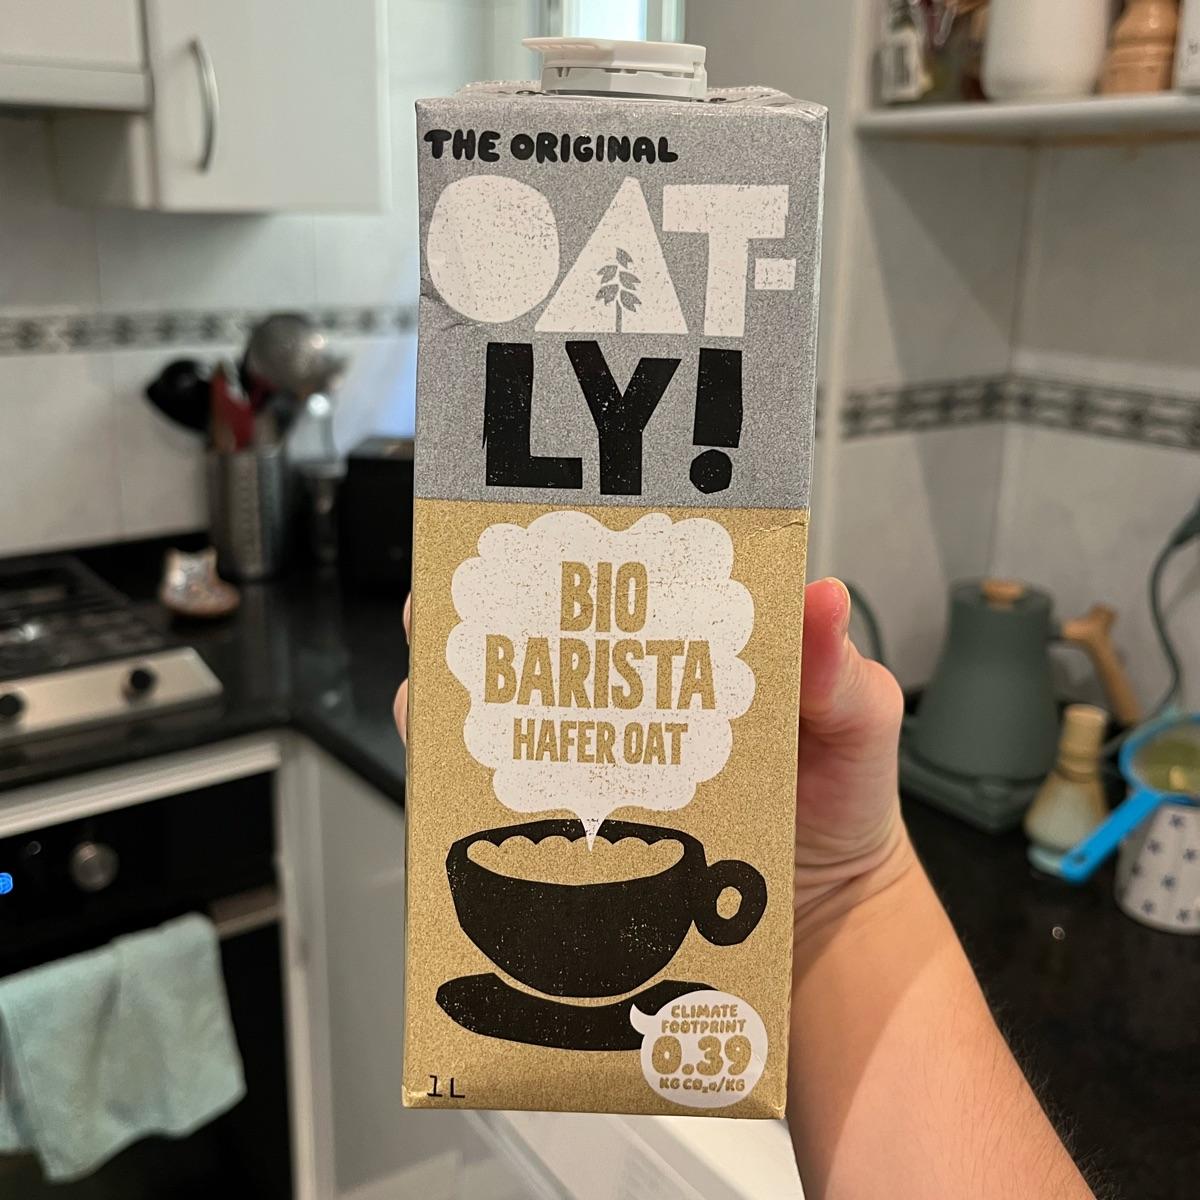 THE ORIGINAL
OAT-
LY!
BIO
BARISTA
HAFER OAT
CLIMATE
FOOTPRINT
0.39
KG CO₂e/KG
1L